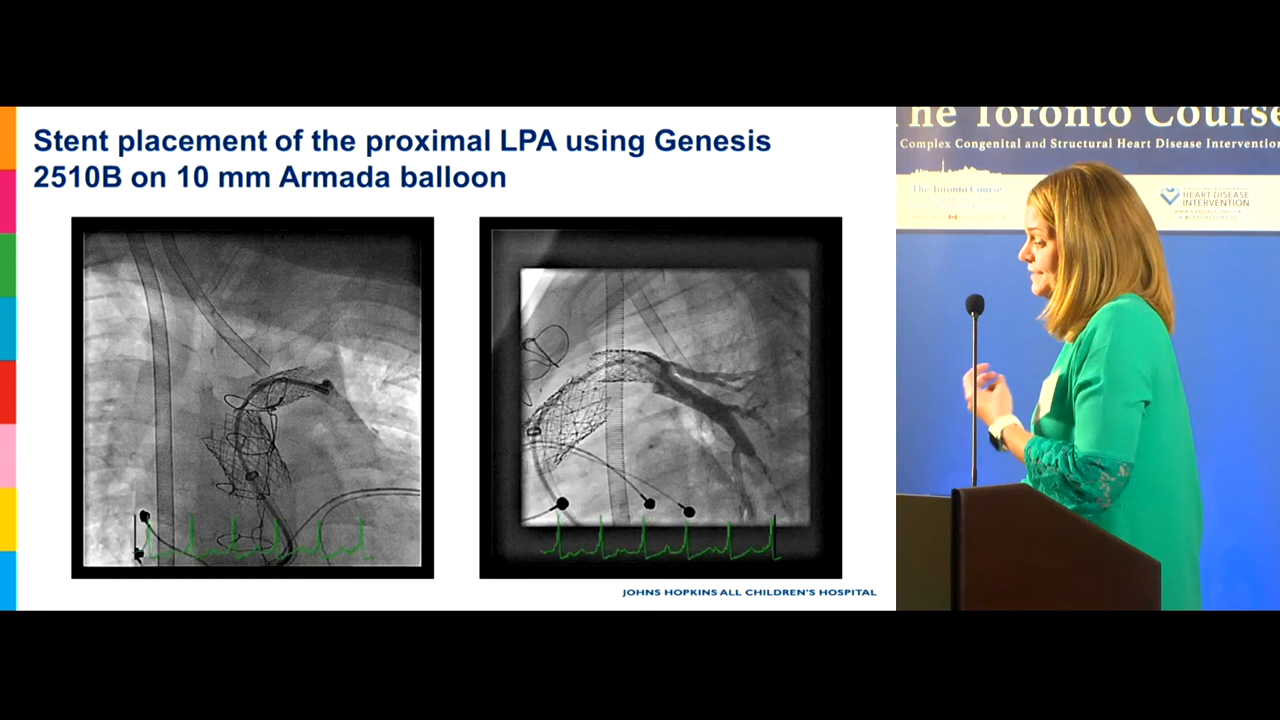 Stent placement of the proximal LPA using Genesis
2510B on 10 mm Armada balloon
JOHNS HOPKINS ALL CHILDREN'S HOSPITAL
The Toronto Course
Complex Congenital and Structural Heart Disease Intervention
The Toronto Course
HEART DISEASE
INTERVENTION